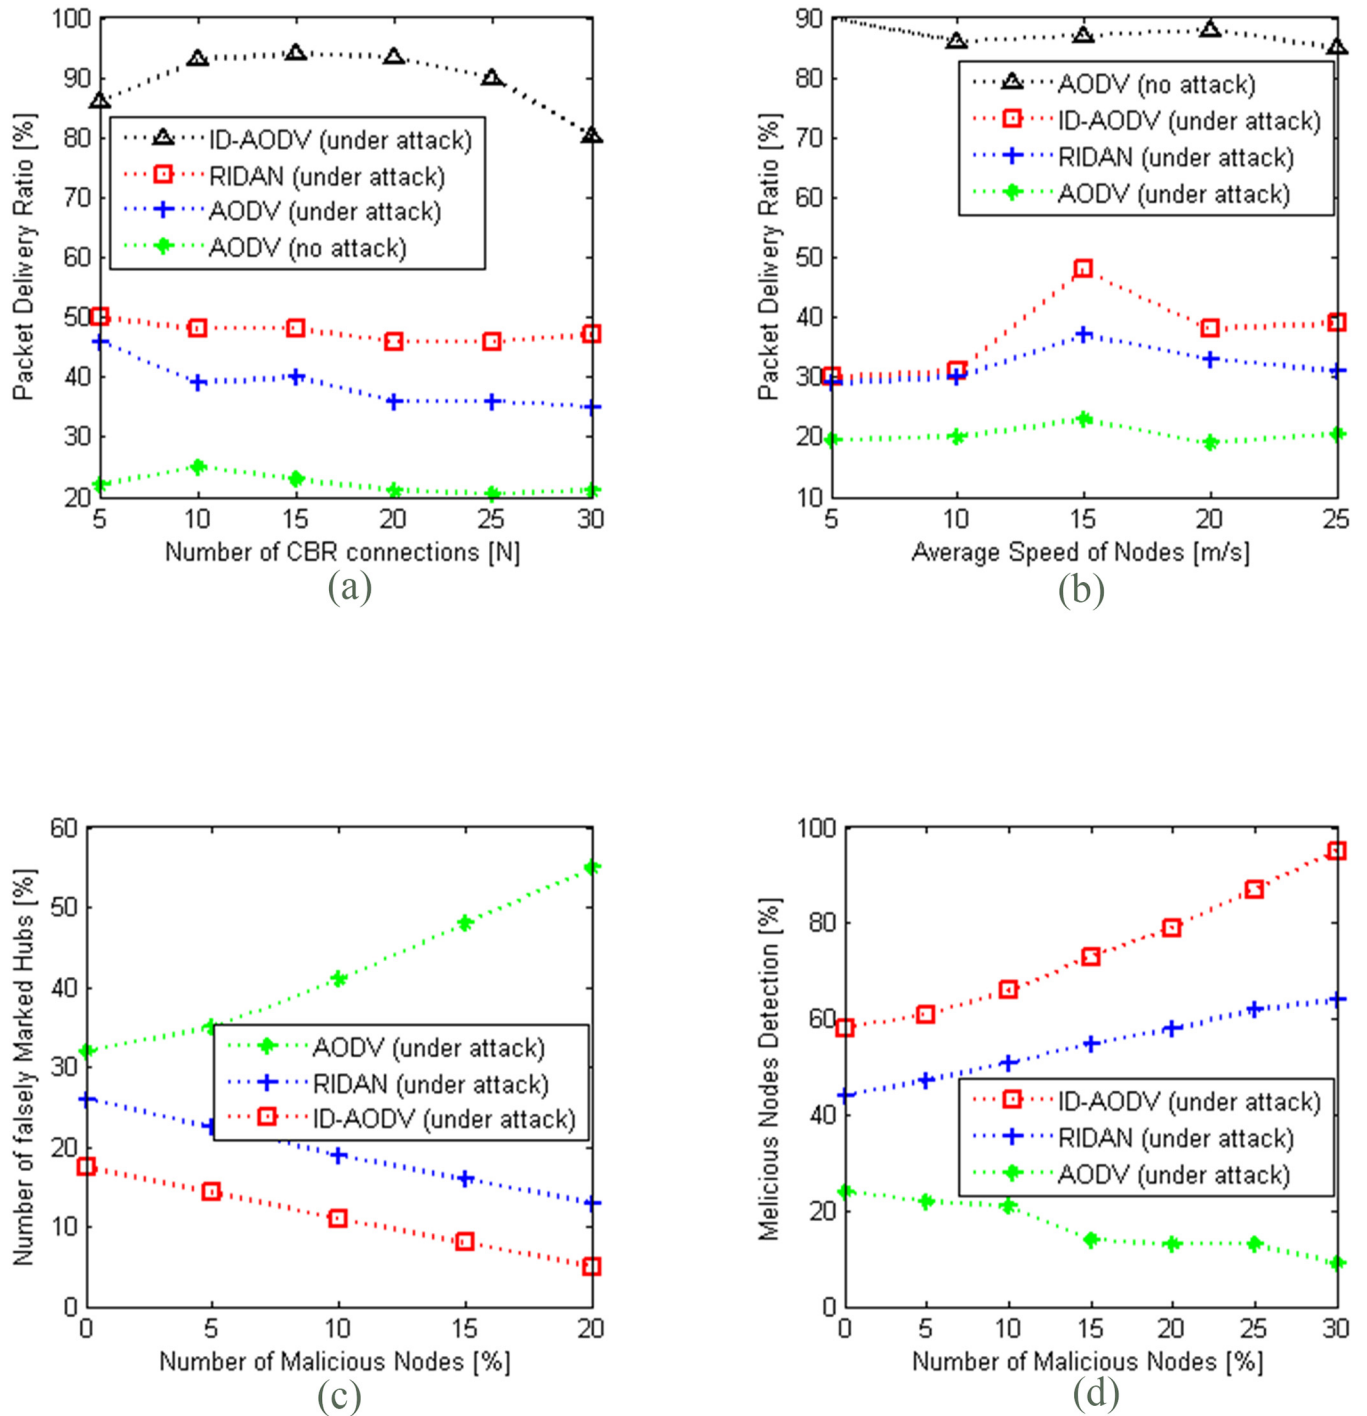 100
90
80
70
60
50
40
30
20
5 10 15 20 25 30
Packet Delivery Ratio [%]
Number of CBR connections [N]
ID-AODV (under attack)
RIDAN (under attack)
AODV (under attack)
AODV (no attack)
(a)
90
80
70
60
50
40
30
20
10
5 10 15 20 25
Packet Delivery Ratio [%]
Average Speed of Nodes [m/s]
AODV (no attack)
ID-AODV (under attack)
RIDAN (under attack)
AODV (under attack)
(b)
60
50
40
30
20
10
0
0 5 10 15 20
Number of falsely Marked Hubs [%]
Number of Malicious Nodes [%]
AODV (under attack)
RIDAN (under attack)
ID-AODV (under attack)
(c)
100
80
60
40
20
0
0 5 10 15 20 25 30
Melicious Nodes Detection [%]
Number of Malicious Nodes [%]
ID-AODV (under attack)
RIDAN (under attack)
AODV (under attack)
(d)